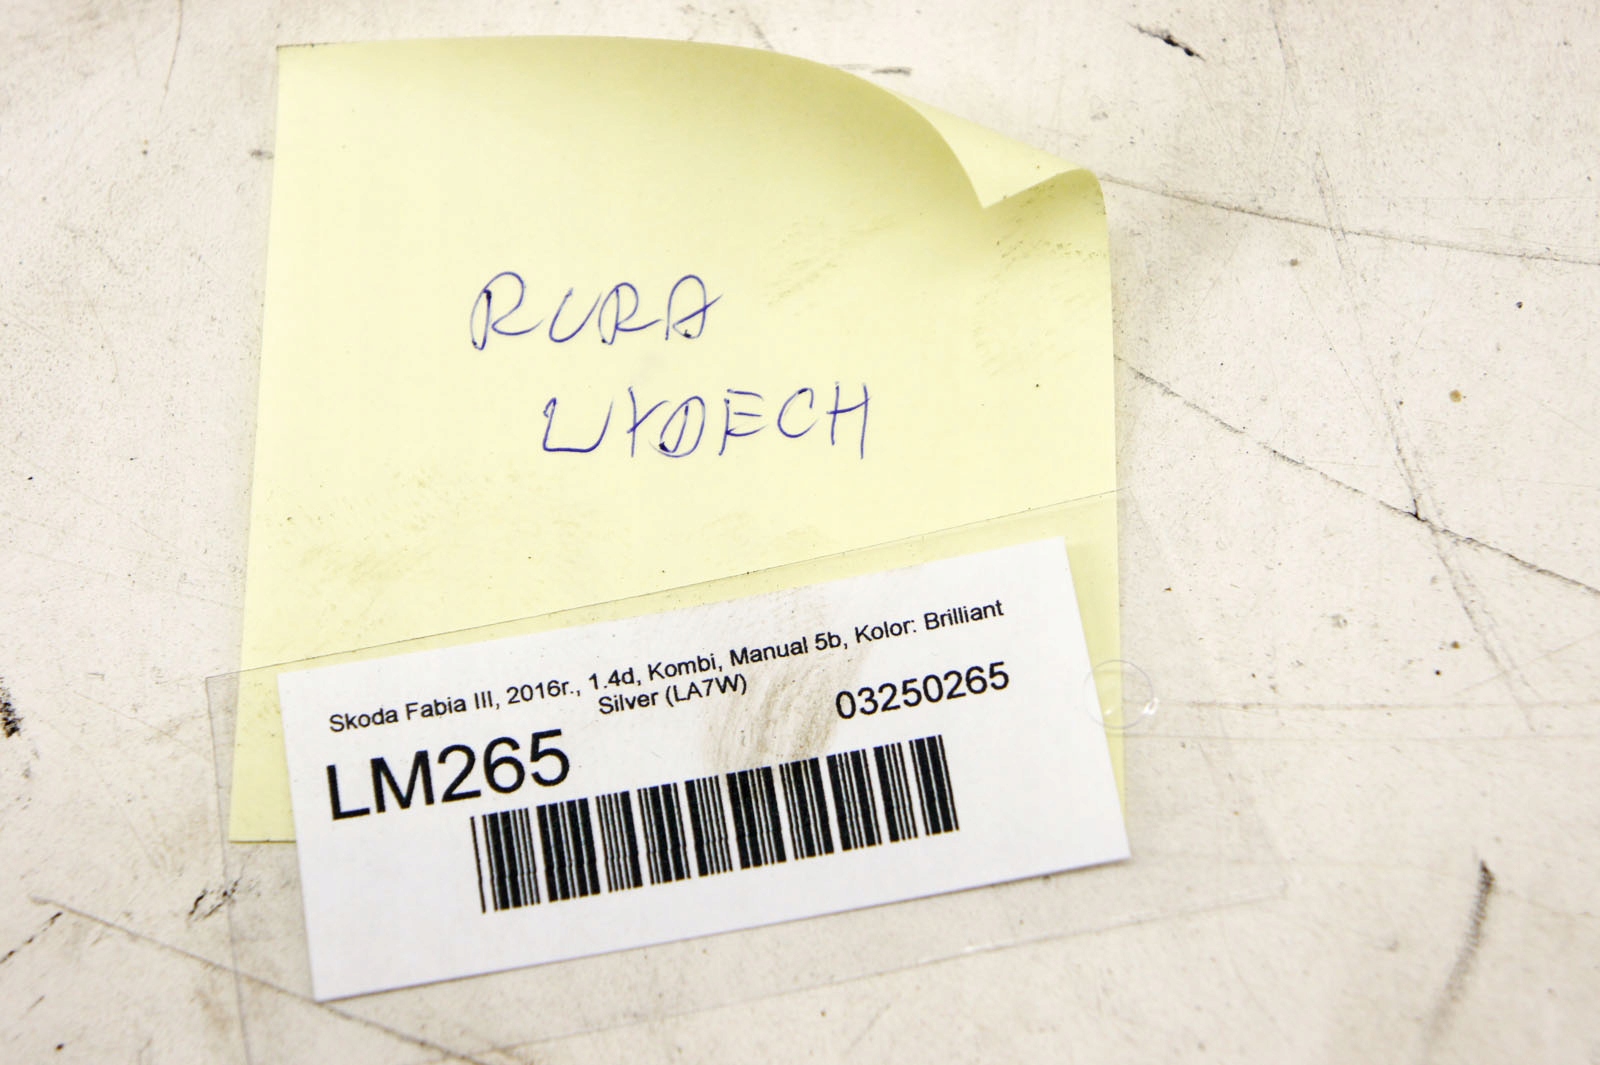 RURA
WYDECH
Skoda Fabia III, 2016r., 1.4d, Kombi, Manual 5b, Kolor: Brilliant
Silver (LA7W)
03250265
LM265